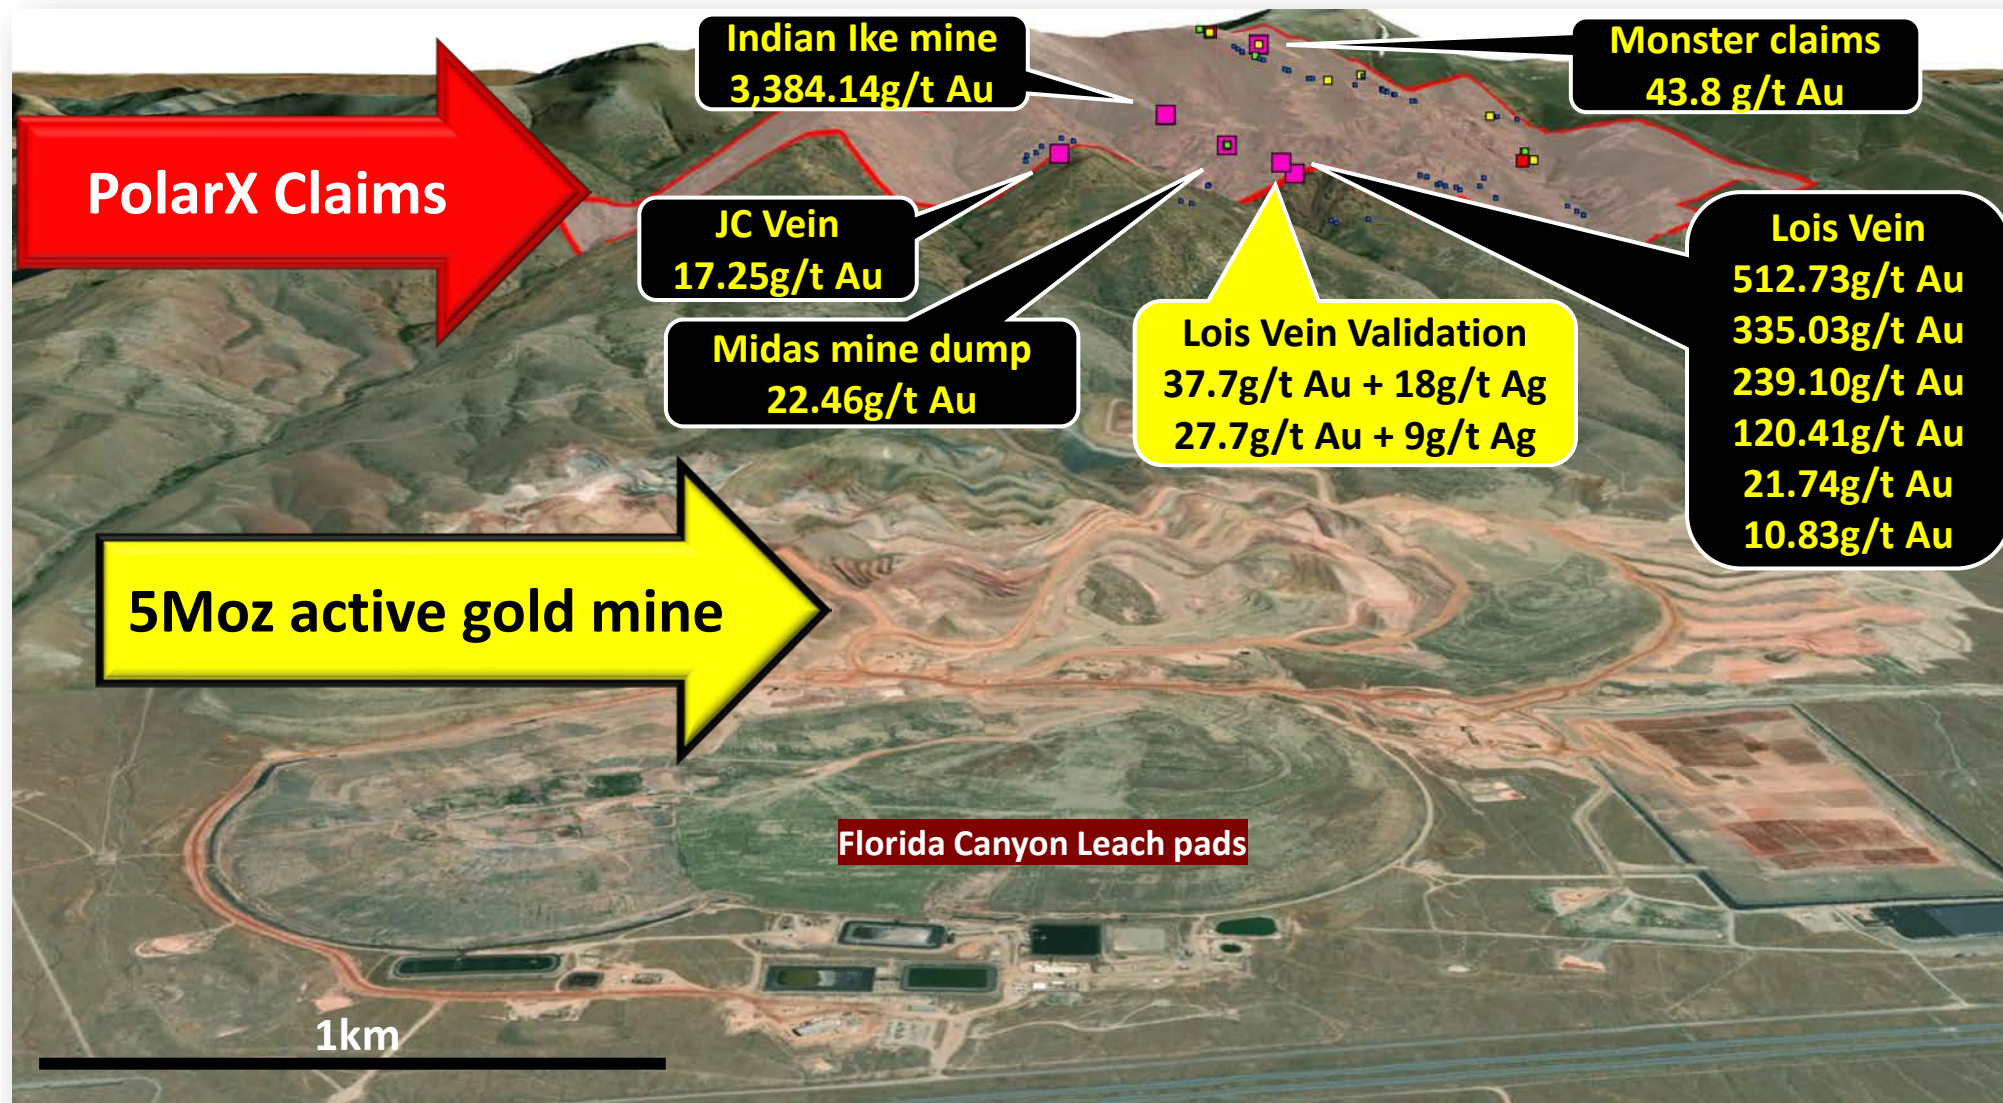 Indian Ike mine
3,384.14g/t Au
Monster claims
43.8 g/t Au
PolarX Claims
JC Vein
17.25g/t Au
Lois Vein
512.73g/t Au
335.03g/t Au
239.10g/t Au
120.41g/t Au
21.74g/t Au
10.83g/t Au
Midas mine dump
22.46g/t Au
Lois Vein Validation
37.7g/t Au + 18g/t Ag
27.7g/t Au + 9g/t Ag
5Moz active gold mine
Florida Canyon Leach pads
1km